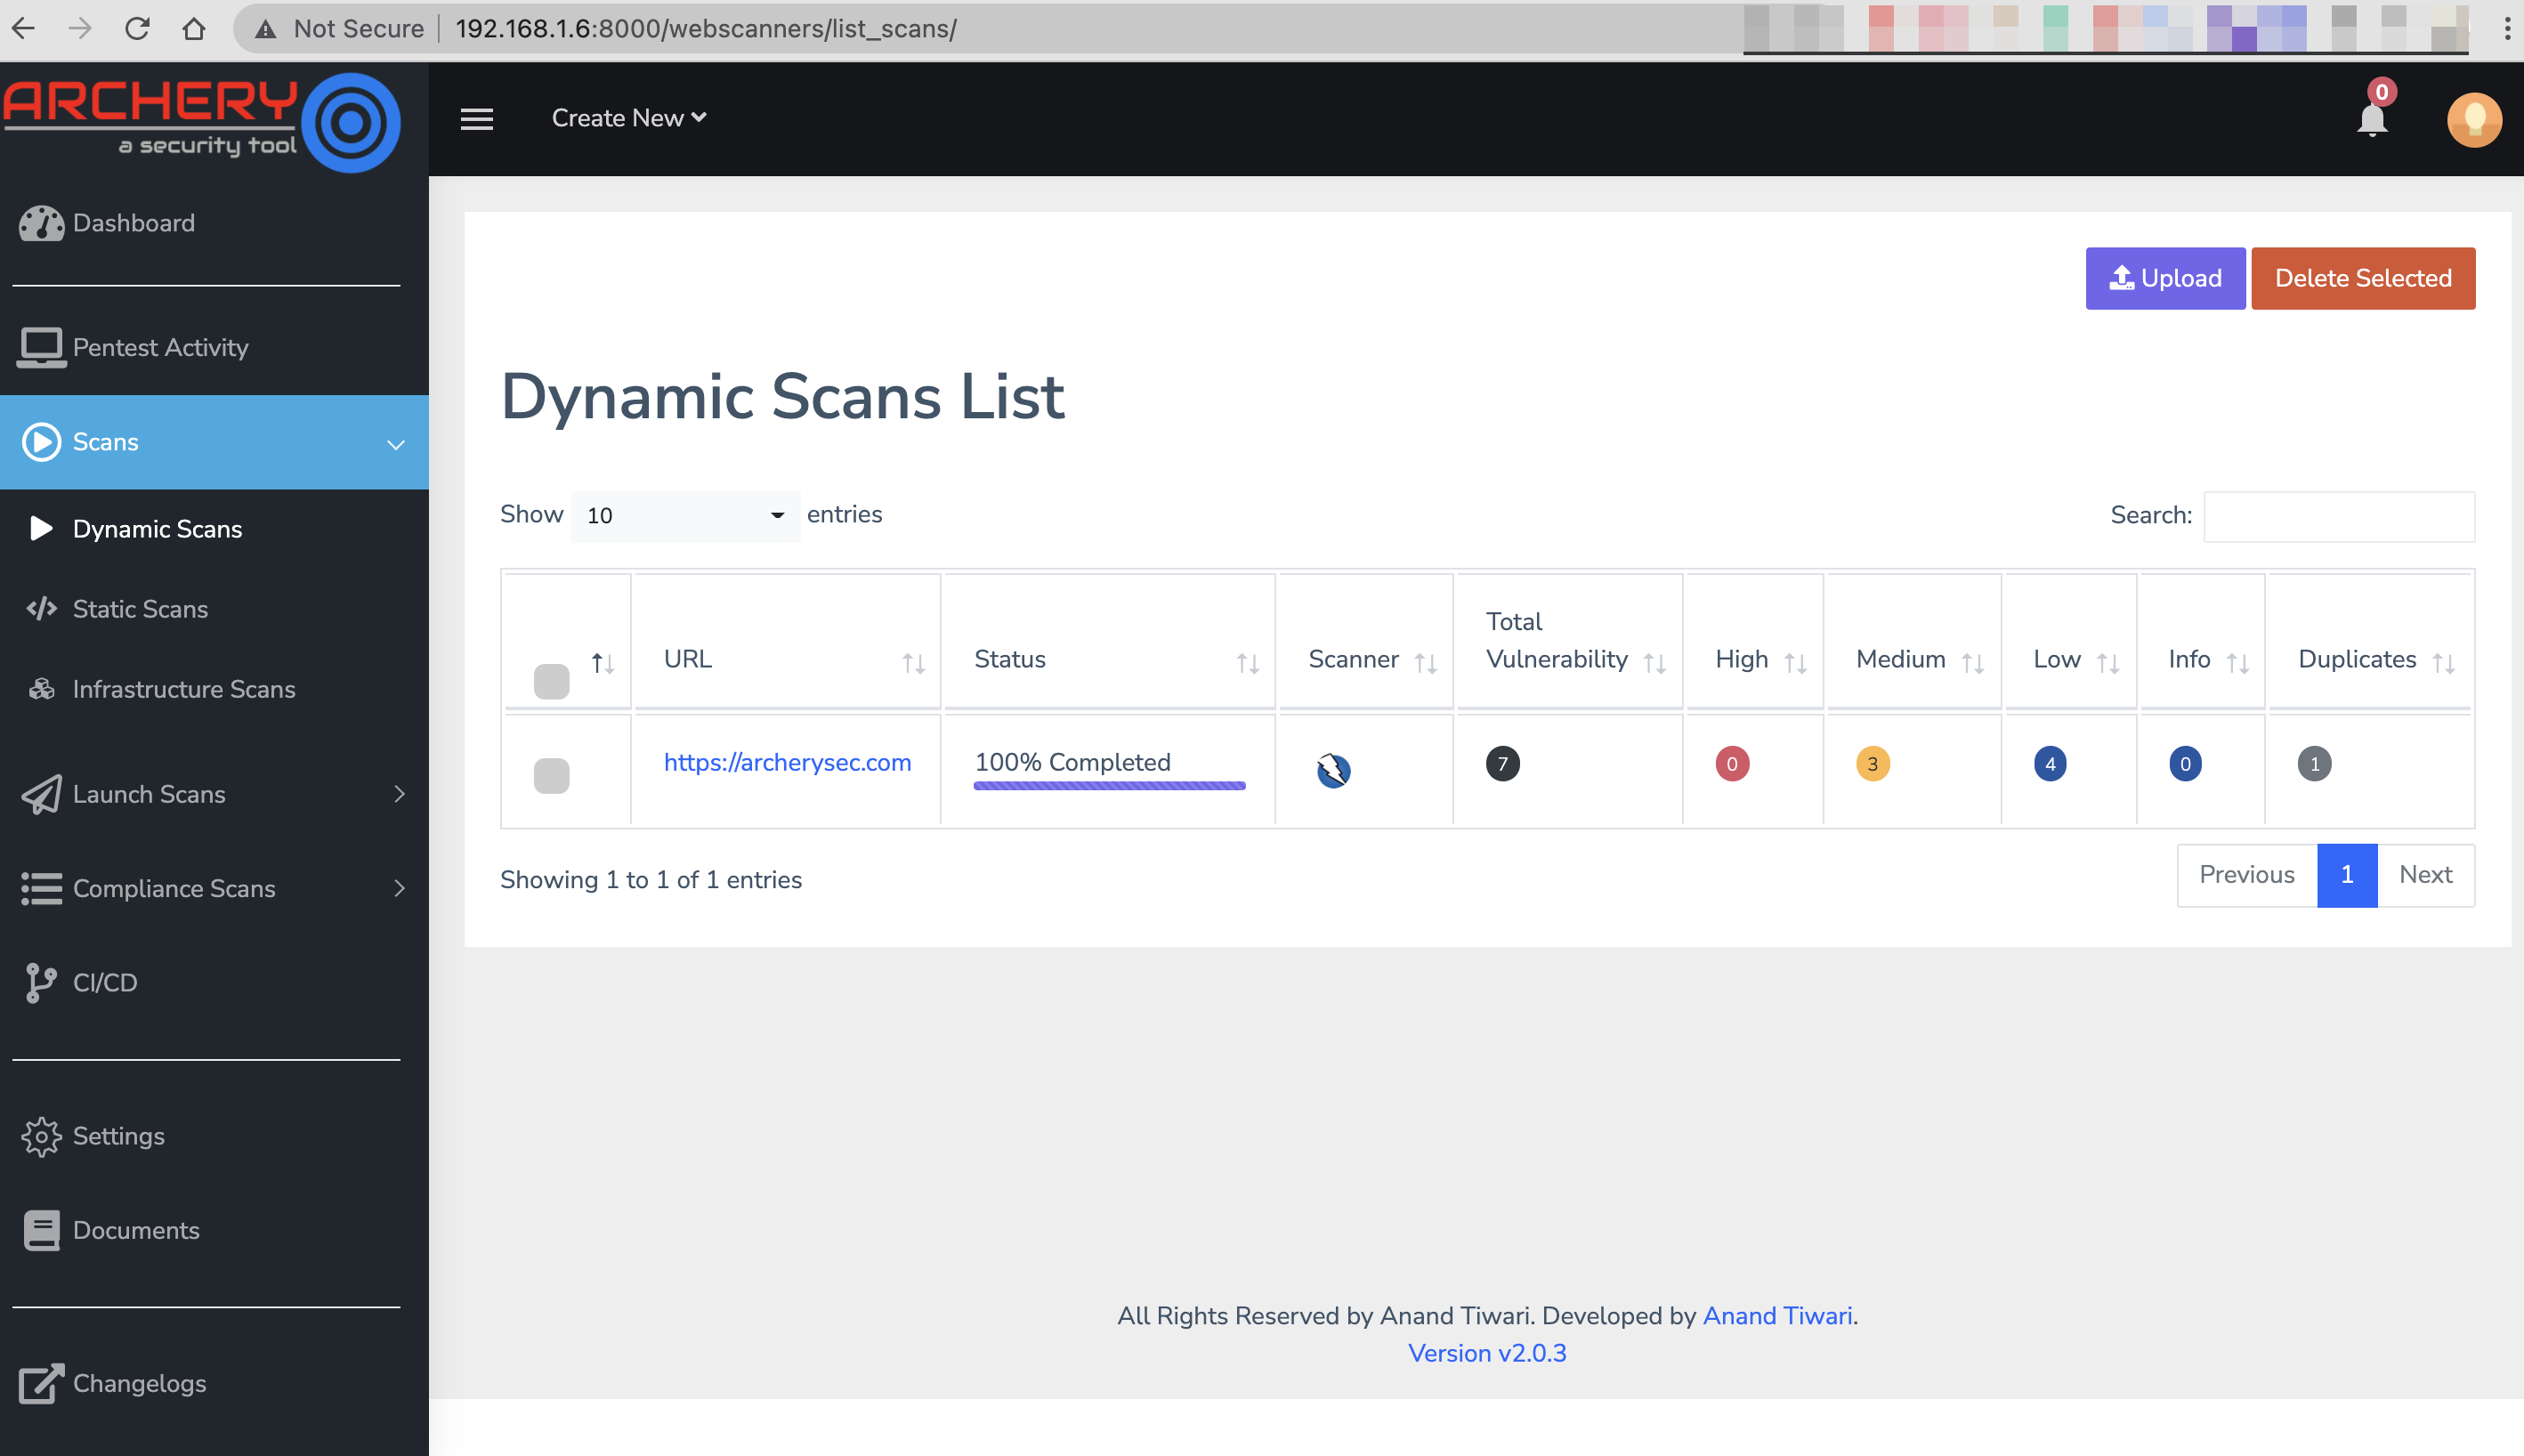 Not Secure
192.168.1.6:8000/webscanners/list_scans/
ARCHERY
a security tool
Create New
0
Dashboard
Pentest Activity
Scans
Dynamic Scans
Static Scans
Infrastructure Scans
Launch Scans
Compliance Scans
CI/CD
Settings
Documents
Changelogs
Upload
Delete Selected
Dynamic Scans List
Show 10 entries
Search:
URL Status Scanner Total Vulnerability High Medium Low Info Duplicates
https://archerysec.com 100% Completed 7 0 3 4 0 1
Showing 1 to 1 of 1 entries
Previous 1 Next
All Rights Reserved by Anand Tiwari. Developed by Anand Tiwari.
Version v2.0.3